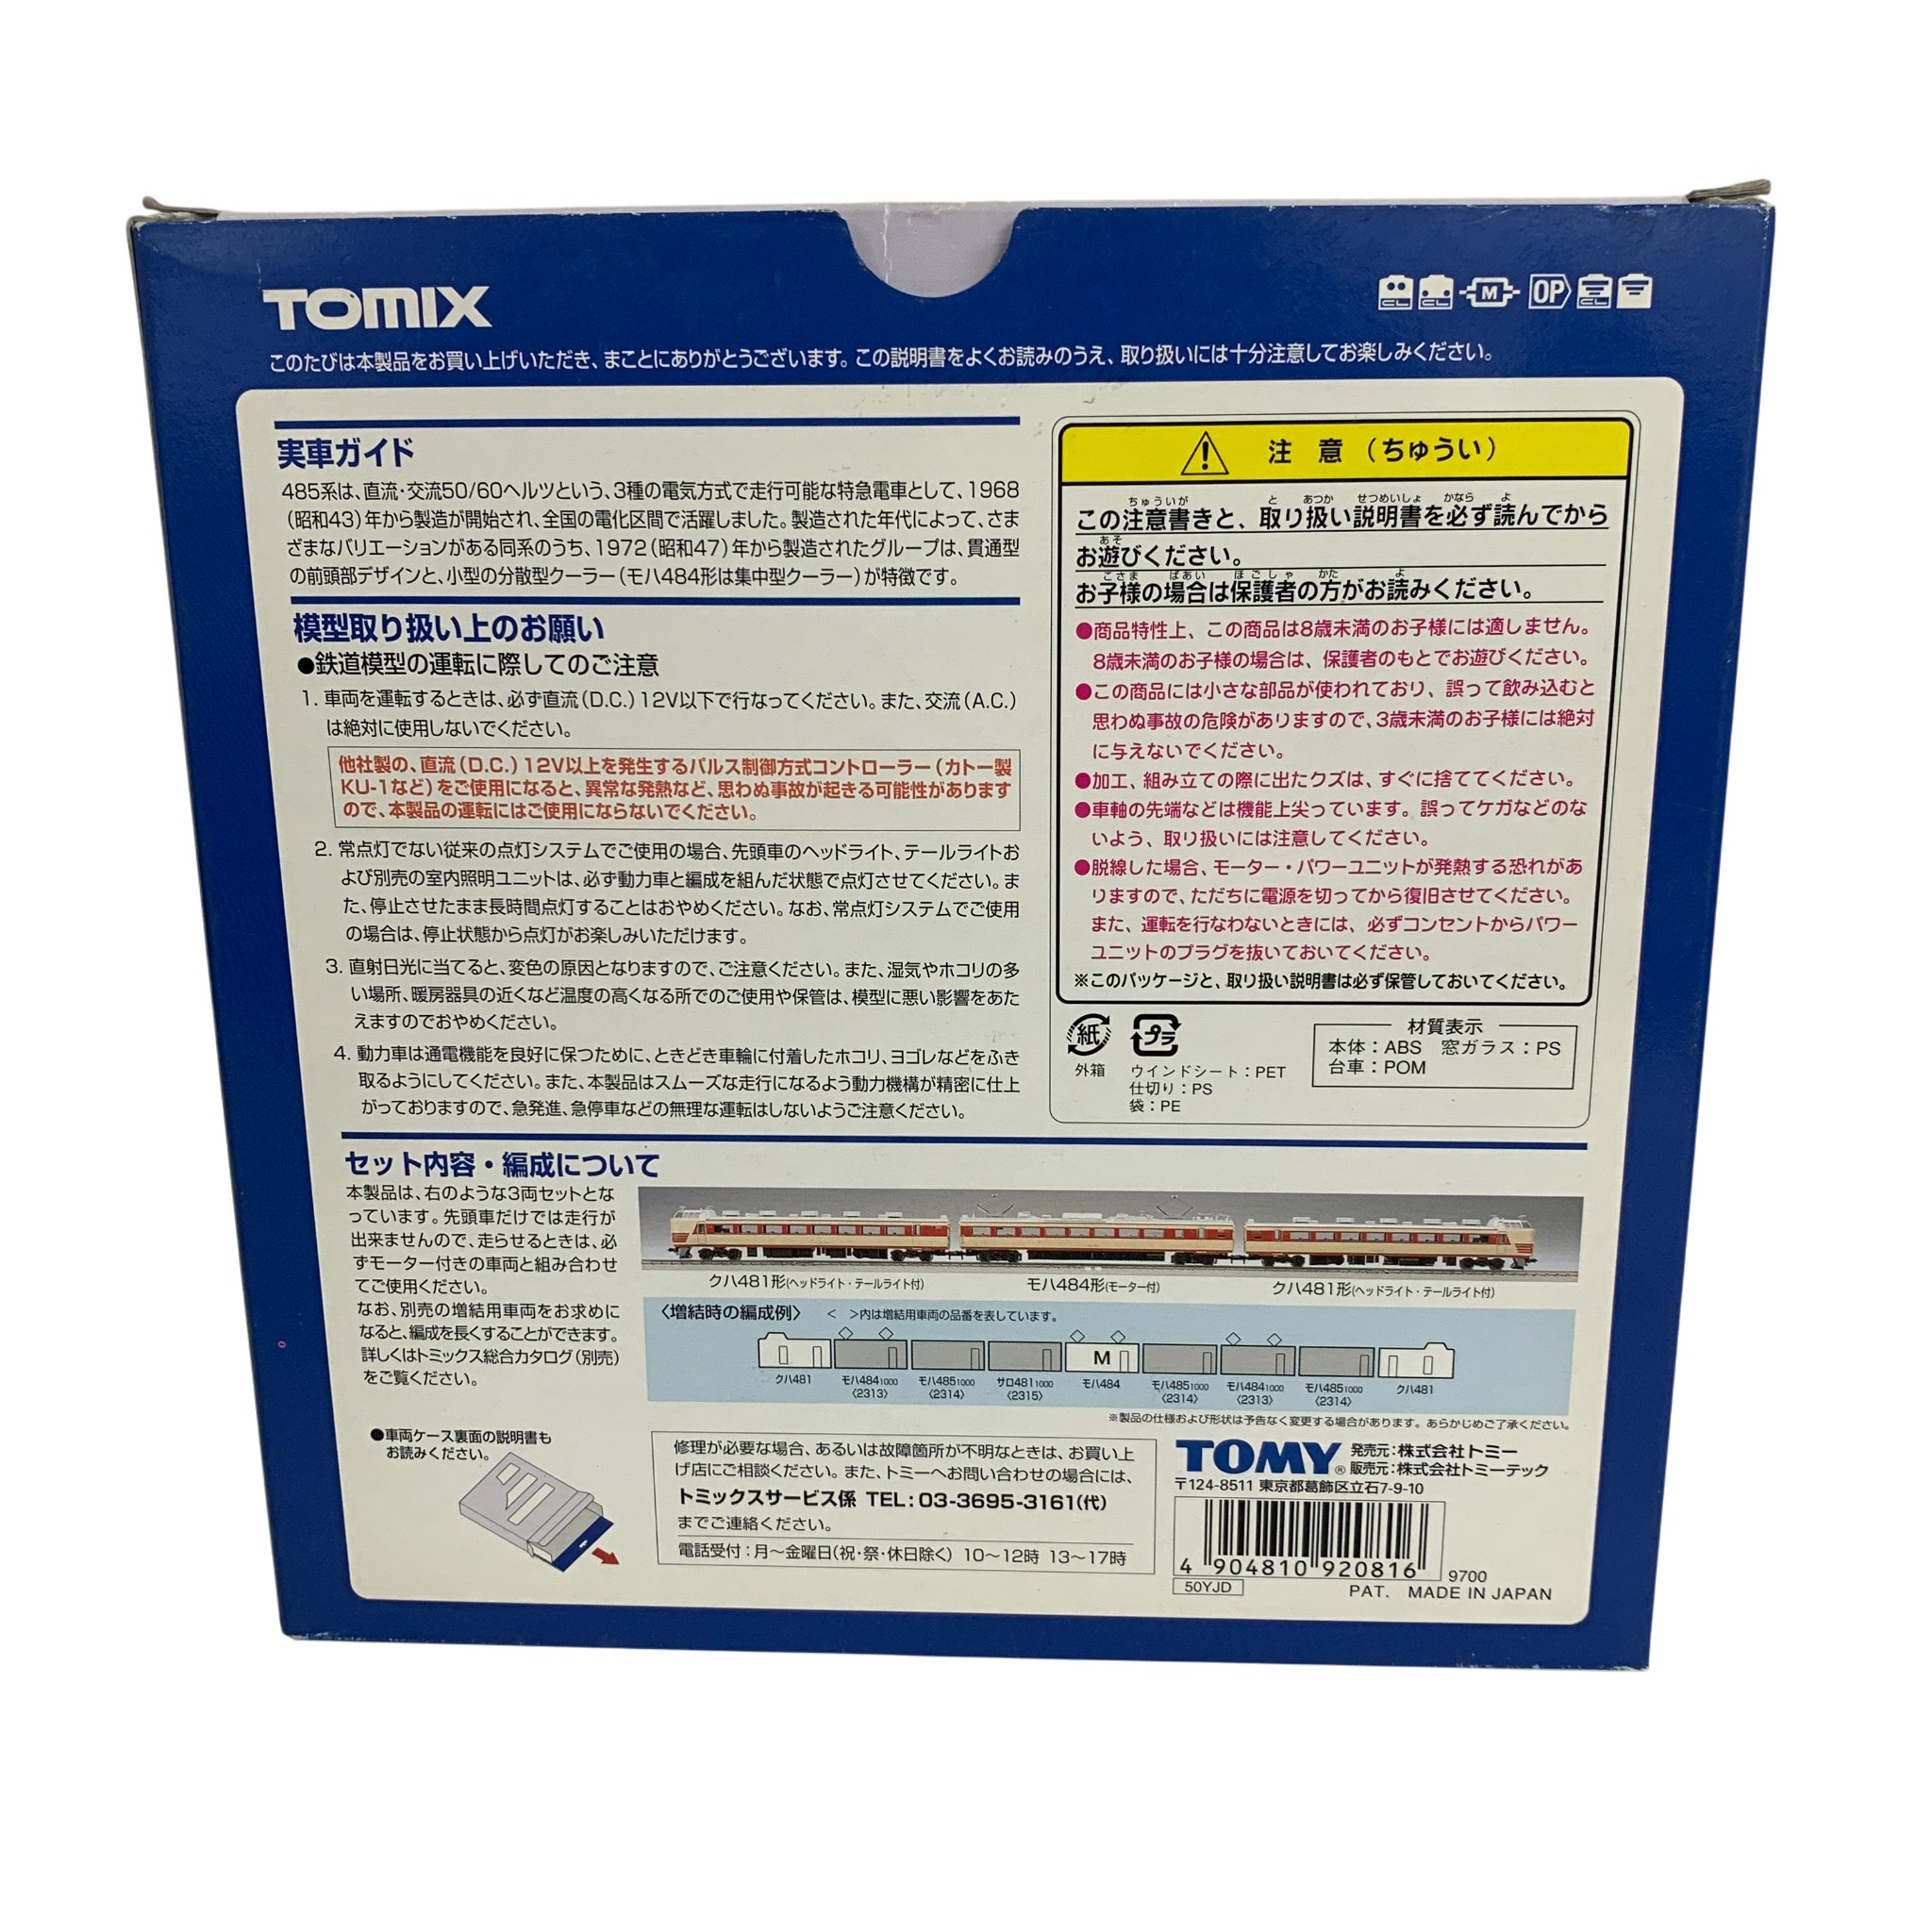 TOMIX
CL CL M OP CL
このたびは本製品をお買い上げいただき、まことにありがとうございます。この説明書をよくお読みのうえ、取り扱いには十分注意してお楽しみください。
実車ガイド
485系は、直流・交流50/60ヘルツという、3種の電気方式で走行可能な特急電車として、1968
(昭和43)年から製造が開始され、全国の電化区間で活躍しました。製造された年代によって、さま
ざまなバリエーションがある同系のうち、1972(昭和47)年から製造されたグループは、貫通型
の前頭部デザインと、小型の分散型クーラー(モハ484形は集中型クーラー)が特徴です。
模型取り扱い上のお願い
●鉄道模型の運転に際してのご注意
1. 車両を運転するときは、必ず直流(D.C.)12V以下で行なってください。また、交流(A.C.)
は絶対に使用しないでください。
他社製の、直流(D.C.)12V以上を発生するパルス制御方式コントローラー(カトー製
KU-1など)をご使用になると、異常な発熱など、思わぬ事故が起きる可能性があります
ので、本製品の運転にはご使用にならないでください。
2. 常点灯でない従来の点灯システムでご使用の場合、先頭車のヘッドライト、テールライトお
よび別売の室内照明ユニットは、必ず動力車と編成を組んだ状態で点灯させてください。ま
た、停止させたまま長時間点灯することはおやめください。なお、常点灯システムでご使用
の場合は、停止状態から点灯がお楽しみいただけます。
3. 直射日光に当てると、変色の原因となりますので、ご注意ください。また、湿気やホコリの多
い場所、暖房器具の近くなど温度の高くなる所でのご使用や保管は、模型に悪い影響をあた
えますのでおやめください。
4. 動力車は通電機能を良好に保つために、ときどき車輪に付着したホコリ、ヨゴレなどをふき
取るようにしてください。また、本製品はスムーズな走行になるよう動力機構が精密に仕上
がっておりますので、急発進、急停車などの無理な運転はしないようご注意ください。
注 意 (ちゅうい)
ちゅういが と あつか せつめいしょ かなら よ
この注意書きと、取り扱い説明書を必ず読んでから
あそ
お遊びください。
こさま ばあい ほごしゃ かた よ
お子様の場合は保護者の方がお読みください。
●商品特性上、この商品は8歳未満のお子様には適しません。
8歳未満のお子様の場合は、保護者のもとでお遊びください。
●この商品には小さな部品が使われており、誤って飲み込むと
思わぬ事故の危険がありますので、3歳未満のお子様には絶対
に与えないでください。
●加工、組み立ての際に出たクズは、すぐに捨ててください。
●車軸の先端などは機能上尖っています。誤ってケガなどのな
いよう、取り扱いには注意してください。
●脱線した場合、モーター・パワーユニットが発熱する恐れがあ
りますので、ただちに電源を切ってから復旧させてください。
また、運転を行なわないときには、必ずコンセントからパワー
ユニットのプラグを抜いておいてください。
※このパッケージと、取り扱い説明書は必ず保管しておいてください。
紙
外箱
プラ
ウインドシート：PET
仕切り：PS
袋：PE
材質表示
本体：ABS 窓ガラス：PS
台車：POM
セット内容・編成について
本製品は、右のような3両セットとな
っています。先頭車だけでは走行が
出来ませんので、走らせるときは、必
ずモーター付きの車両と組み合わせ
てご使用ください。
なお、別売の増結用車両をお求めに
なると、編成を長くすることができます。
詳しくはトミックス総合カタログ(別売)
をご覧ください。
クハ481形(ヘッドライト・テールライト付) モハ484形(モーター付) クハ481形(ヘッドライト・テールライト付)
〈増結時の編成例〉 < >内は増結用車両の品番を表しています。
M
クハ481 モハ4841000 モハ4851000 サロ4811000 モハ484 モハ4851000 モハ4841000 モハ4851000 クハ481
〈2313〉 〈2314〉 〈2315〉 〈2314〉 〈2313〉 〈2314〉
※製品の仕様および形状は予告なく変更する場合があります。あらかじめご了承ください。
●車両ケース裏面の説明書も
お読みください。
修理が必要な場合、あるいは故障箇所が不明なときは、お買い上
げ店にご相談ください。また、トミーへお問い合わせの場合には、
トミックスサービス係 TEL：03-3695-3161(代)
までご連絡ください。
電話受付：月〜金曜日(祝・祭・休日除く) 10〜12時 13〜17時
TOMY® 発売元：株式会社トミー
販売元：株式会社トミーテック
〒124-8511 東京都葛飾区立石7-9-10
4 904810 920816
9700
50YJD
PAT. MADE IN JAPAN